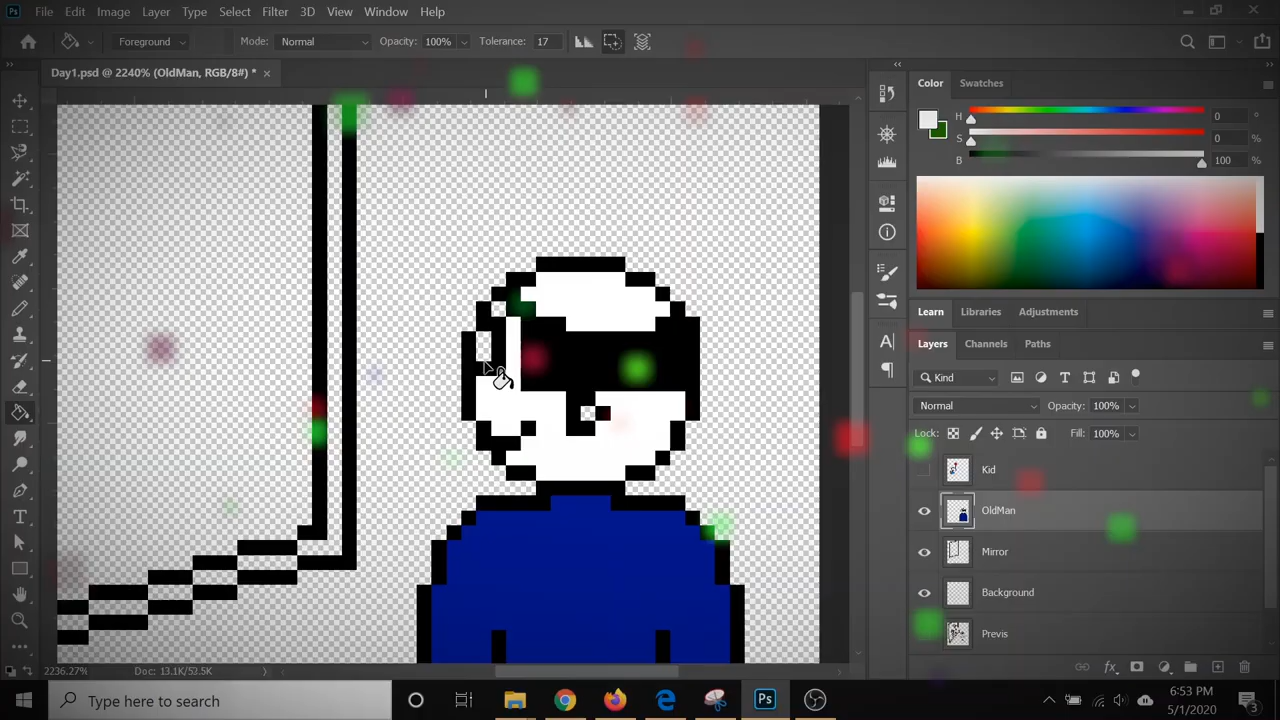 Ps File Edit Image Layer Type Select Filter 3D View Window Help
Foreground Mode: Normal Opacity: 100% Tolerance: 17
Day1.psd @ 2240% (OldMan, RGB/8#) * ×
Color Swatches
H 0 °
S 0 %
B 100 %
Learn Libraries Adjustments
Layers Channels Paths
Kind
Normal Opacity: 100%
Lock: Fill: 100%
Kid
OldMan
Mirror
Background
Previs
2236.27% Doc: 13.1K/52.5K
Type here to search
Ps
6:53 PM
5/1/2020
3